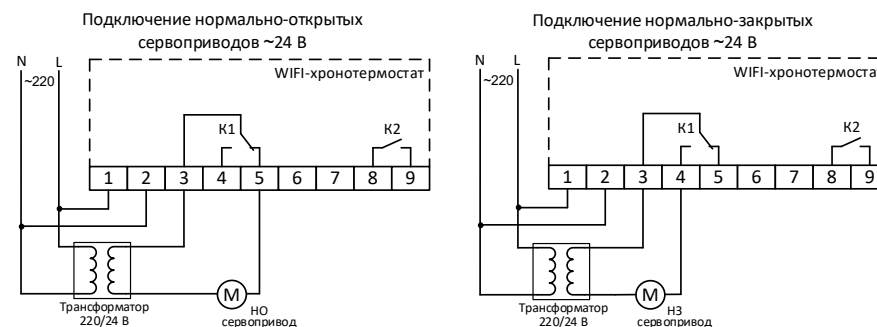 Подключение нормально-открытых
сервоприводов ~24 В
N L
~220
WIFI-хронотермостат
К1
К2
1 2 3 4 5 6 7 8 9
М
Трансформатор
220/24 В
НО
сервопривод
Подключение нормально-закрытых
сервоприводов ~24 В
N L
~220
WIFI-хронотермостат
К1
К2
1 2 3 4 5 6 7 8 9
М
Трансформатор
220/24 В
НЗ
сервопривод